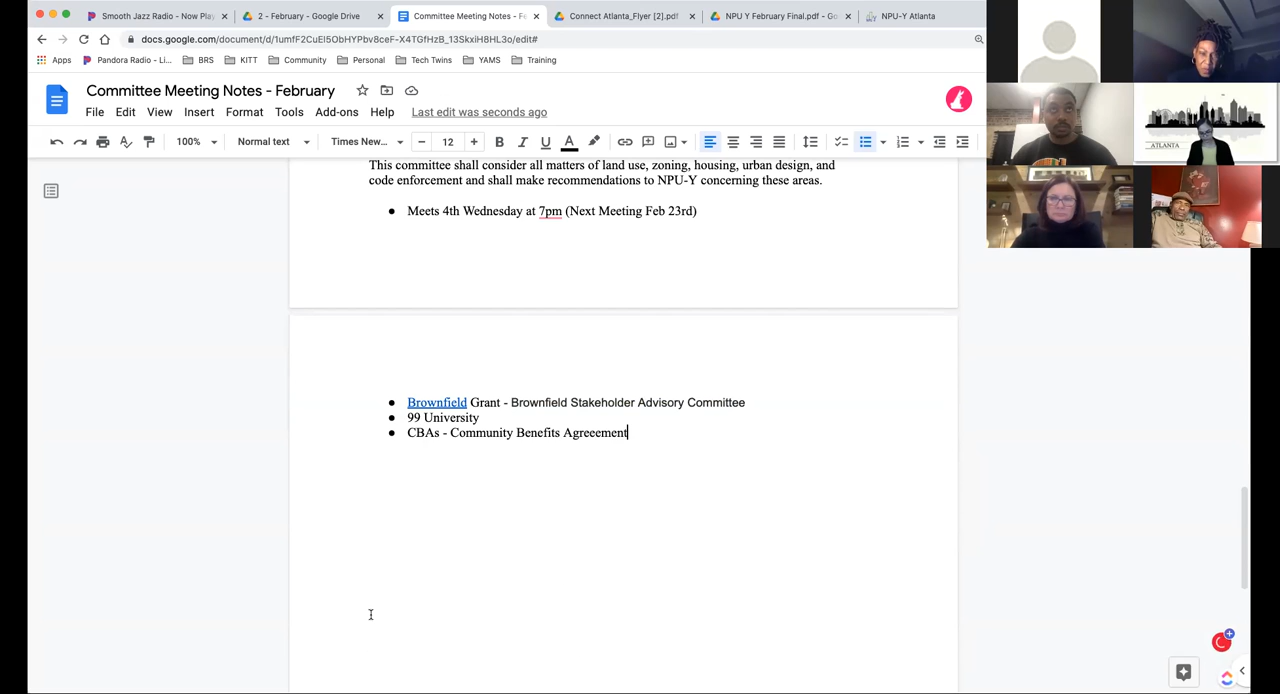 Smooth Jazz Radio - Now Play
2 - February - Google Drive
Committee Meeting Notes - Fe
Connect Atlanta_Flyer [2].pdf
NPU Y February Final.pdf - Go
NPU-Y Atlanta
docs.google.com/document/d/1umfF2CuEl5ObHYPbv8ceF-X4TGfHzB_13SkxiH8HL3o/edit#
Apps
Pandora Radio - Li...
BRS
KITT
Community
Personal
Tech Twins
YAMS
Training
Committee Meeting Notes - February
File Edit View Insert Format Tools Add-ons Help Last edit was seconds ago
100% Normal text Times New... 12 B I U A
This committee shall consider all matters of land use, zoning, housing, urban design, and
code enforcement and shall make recommendations to NPU-Y concerning these areas.
● Meets 4th Wednesday at 7pm (Next Meeting Feb 23rd)
● Brownfield Grant - Brownfield Stakeholder Advisory Committee
● 99 University
● CBAs - Community Benefits Agreeement
ATLANTA